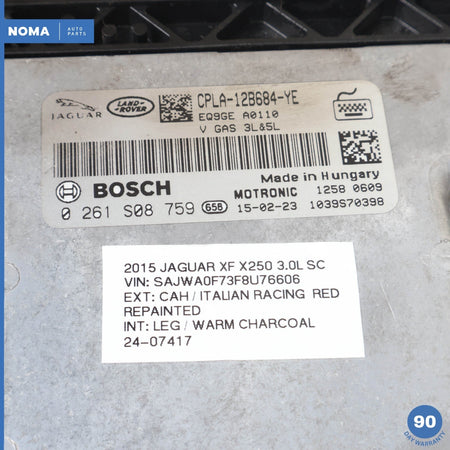 NOMA
AUTO
PARTS
JAGUAR
LAND-
ROVER
CPLA-12B684-YE
EQ9GE A0110
V GAS 3L&5L
Made in Hungary
BOSCH
MOTRONIC 1258 0609
0 261 S08 759 65B 15-02-23 1039S70398
2015 JAGUAR XF X250 3.0L SC
VIN: SAJWA0F73F8U76606
EXT: CAH / ITALIAN RACING RED
REPAINTED
INT: LEG / WARM CHARCOAL
24-07417
90
DAY WARRANTY